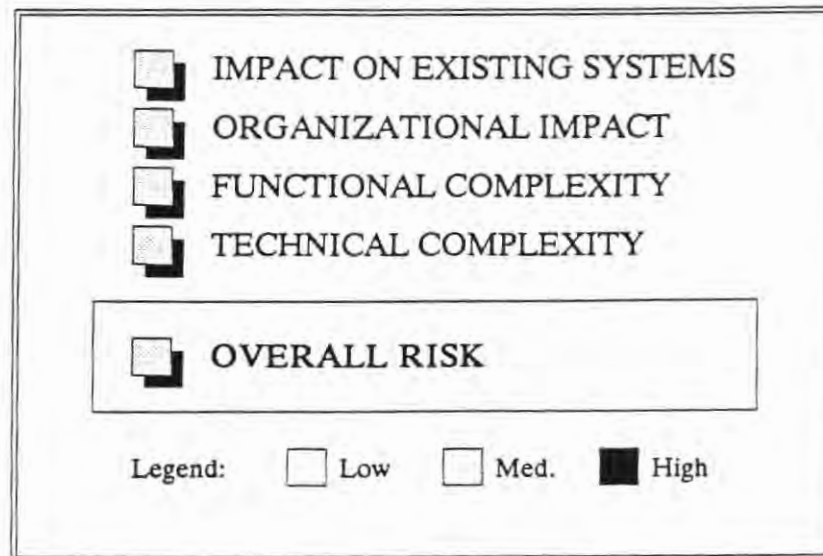 IMPACT ON EXISTING SYSTEMS
ORGANIZATIONAL IMPACT
FUNCTIONAL COMPLEXITY
TECHNICAL COMPLEXITY
OVERALL RISK
Legend: Low Med. High